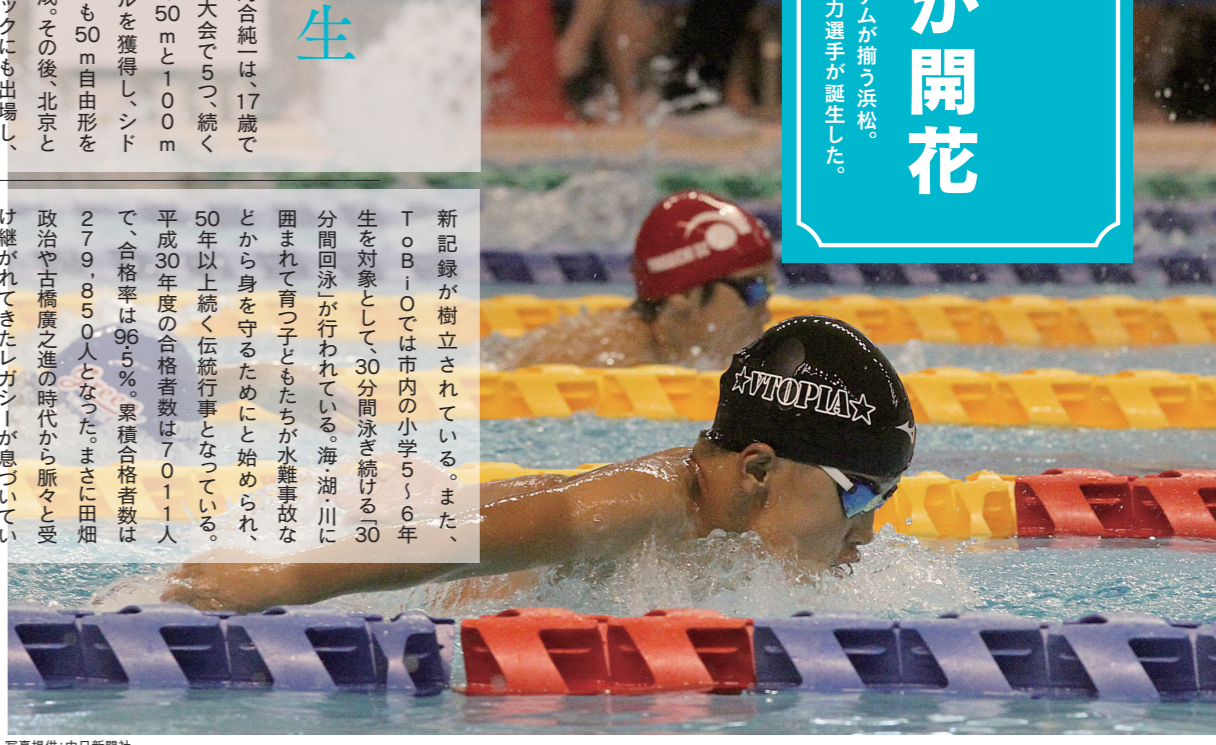 が開花
ムが揃う浜松。
力選手が誕生した。
生
合純一は、17歳で
大会で5つ、続く
50mと100m
ルを獲得し、シド
も50m自由形を
。その後、北京と
ックにも出場し、
新記録が樹立されている。また、
ToBiOでは市内の小学5〜6年
生を対象として、30分間泳ぎ続ける「30
分間回泳」が行われている。海・湖・川に
囲まれて育つ子どもたちが水難事故な
どから身を守るためにと始められ、
50年以上続く伝統行事となっている。
平成30年度の合格者数は7011人
で、合格率は96.5%。累積合格者数は
279,850人となった。まさに田畑
政治や古橋廣之進の時代から脈々と受
け継がれてきたレガシーが息づいてい
☆VTOPIA☆
写真提供:中日新聞社